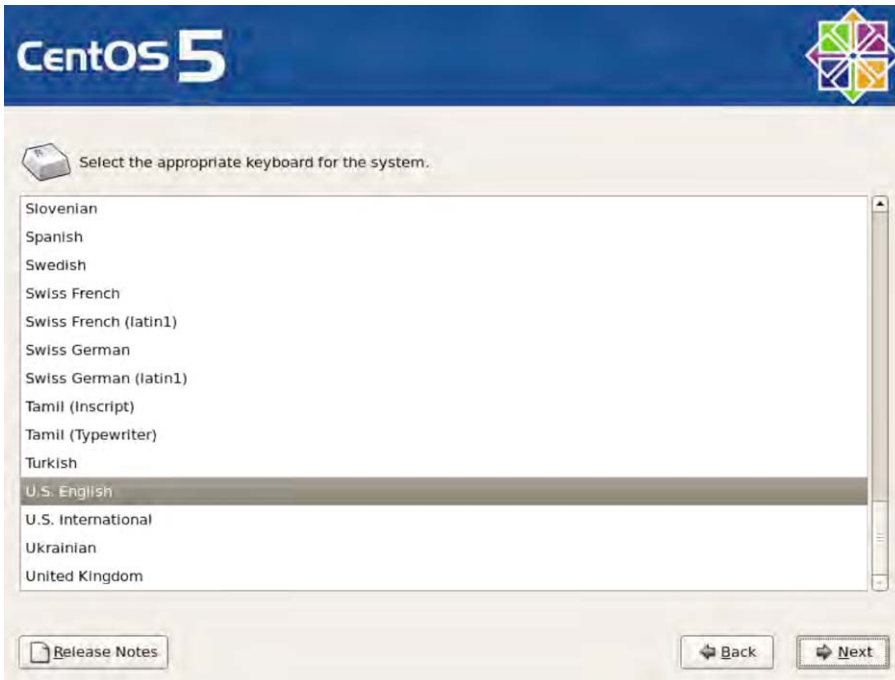 CentOS 5
Select the appropriate keyboard for the system.
Slovenian
Spanish
Swedish
Swiss French
Swiss French (latin1)
Swiss German
Swiss German (latin1)
Tamil (Inscript)
Tamil (Typewriter)
Turkish
U.S. English
U.S. International
Ukrainian
United Kingdom
Release Notes
Back
Next